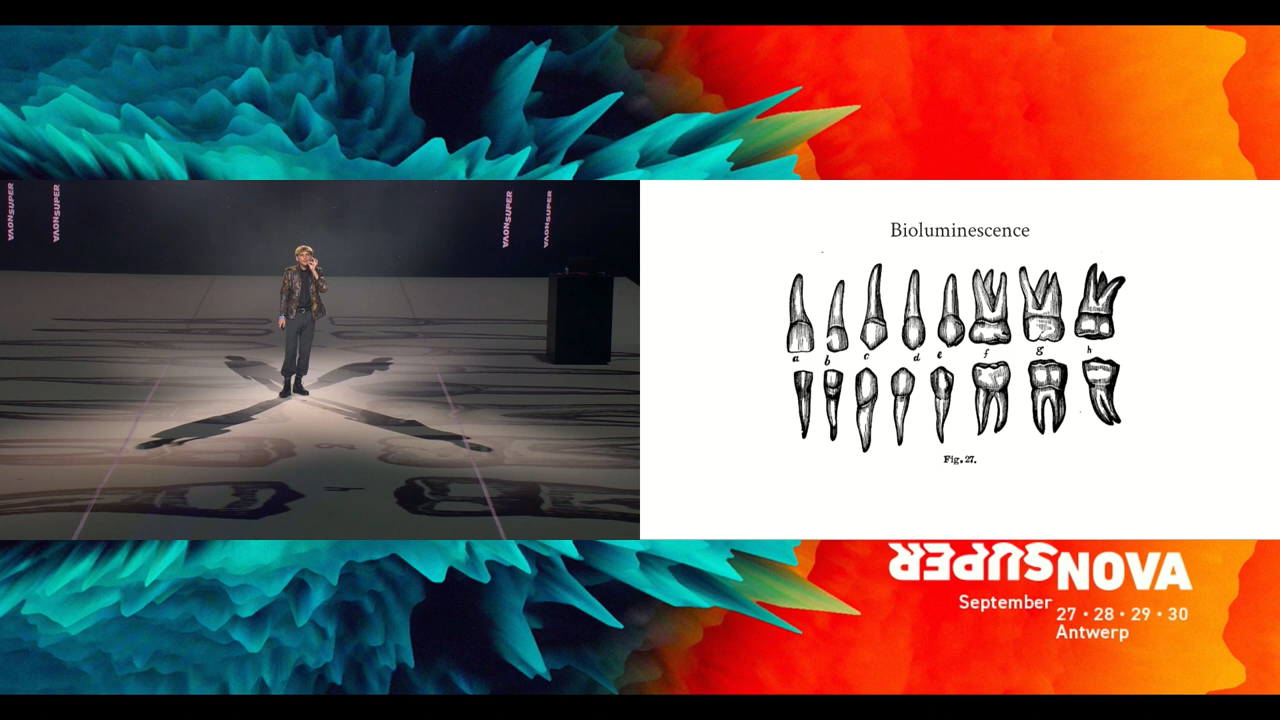 SUPERNOVA
SUPERNOVA
SUPERNOVA
SUPERNOVA
Bioluminescence
a b c d e f g h
Fig. 27.
SUPERNOVA
September 27 · 28 · 29 · 30
Antwerp